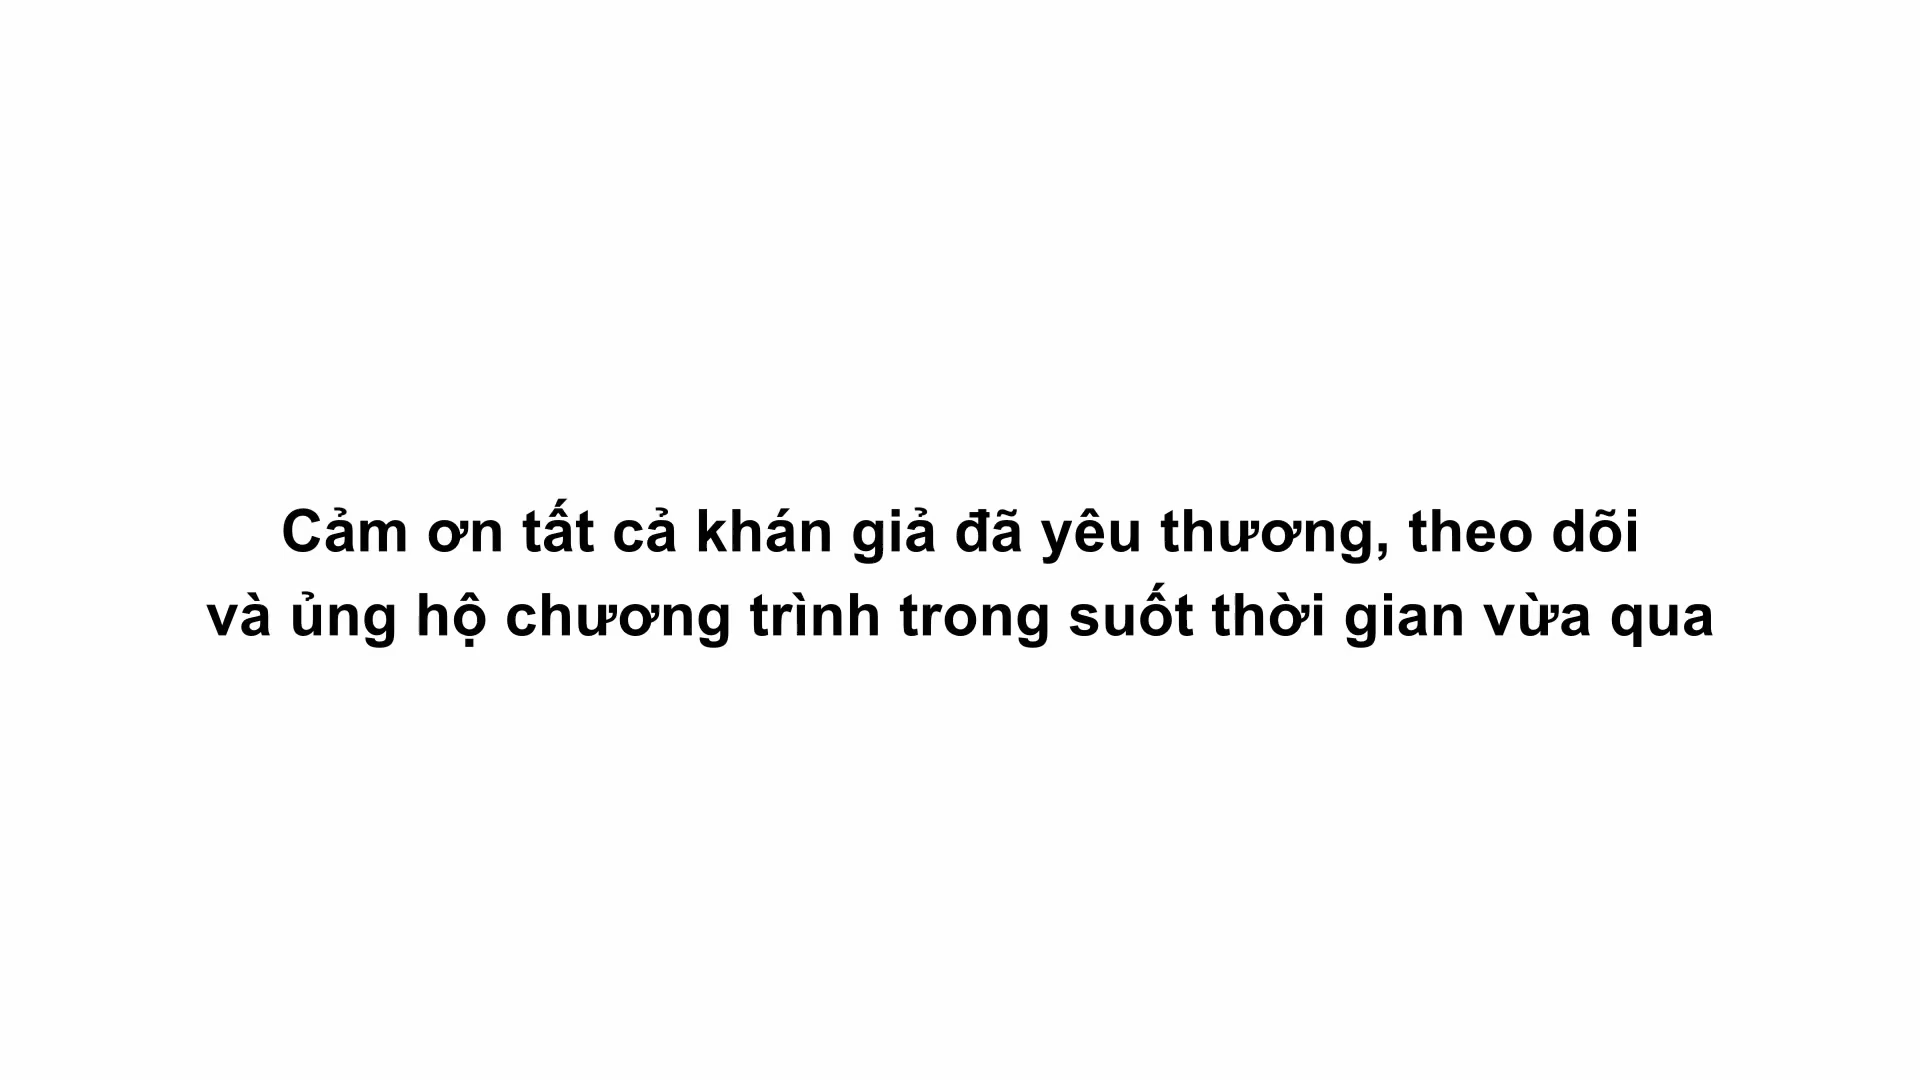 Cảm ơn tất cả khán giả đã yêu thương, theo dõi
và ủng hộ chương trình trong suốt thời gian vừa qua